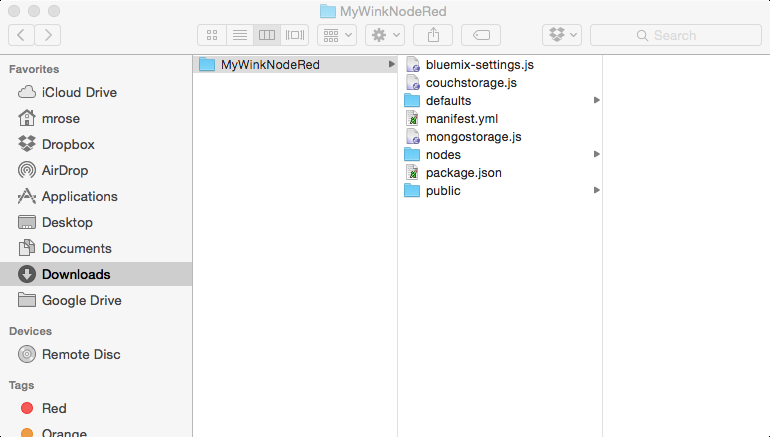 MyWinkNodeRed
Search
Favorites
iCloud Drive
mrose
Dropbox
AirDrop
Applications
Desktop
Documents
Downloads
Google Drive
Devices
Remote Disc
Tags
Red
Orange
MyWinkNodeRed
bluemix-settings.js
couchstorage.js
defaults
manifest.yml
mongostorage.js
nodes
package.json
public